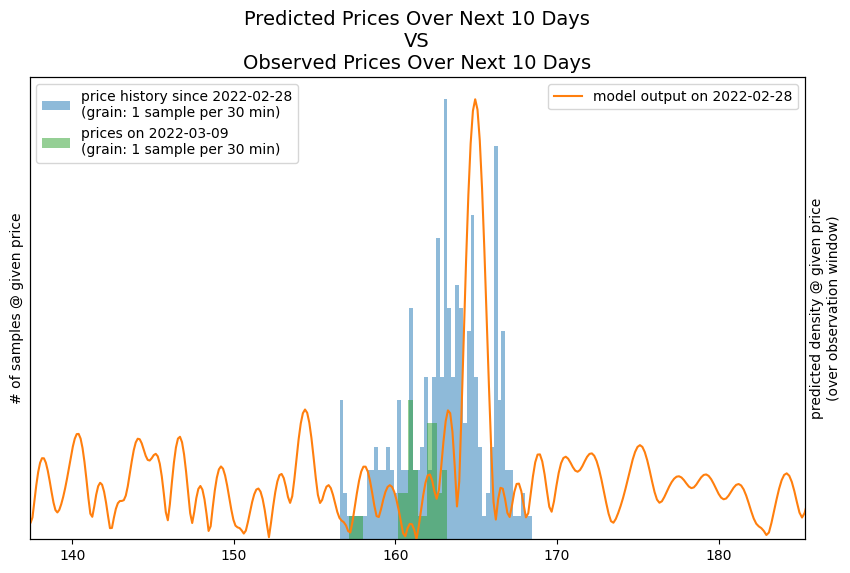 Predicted Prices Over Next 10 Days
VS
Observed Prices Over Next 10 Days
price history since 2022-02-28
(grain: 1 sample per 30 min)
prices on 2022-03-09
(grain: 1 sample per 30 min)
model output on 2022-02-28
# of samples @ given price
predicted density @ given price
(over observation window)
140
150
160
170
180